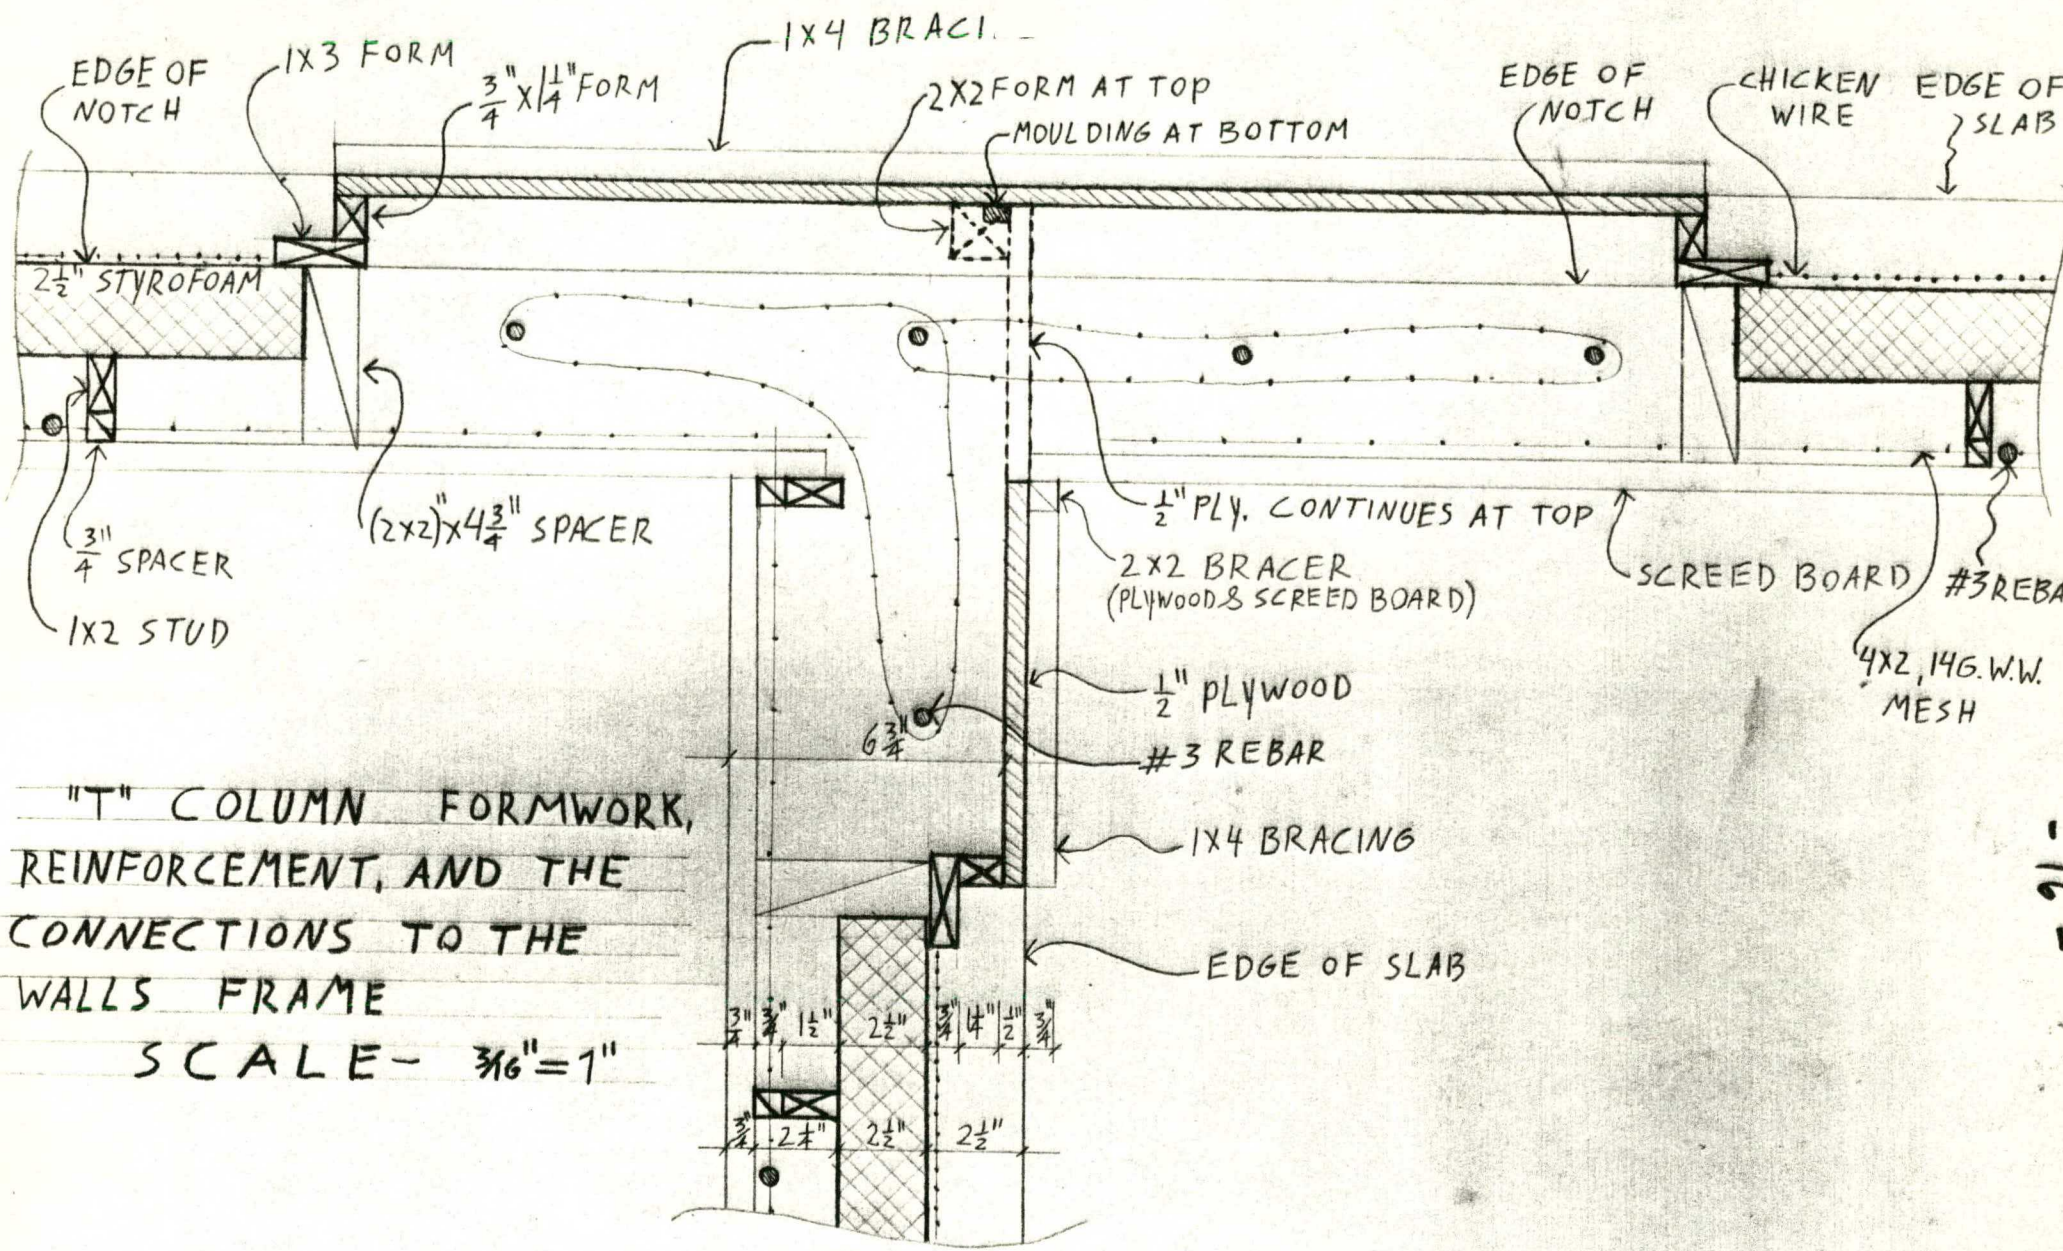 EDGE OF
NOTCH
1X3 FORM
3/4" X 1 1/4" FORM
1X4 BRACI
2X2 FORM AT TOP
MOULDING AT BOTTOM
EDGE OF
NOTCH
CHICKEN
WIRE
EDGE OF
SLAB
2 1/2" STYROFOAM
3/4" SPACER
1X2 STUD
(2X2)" X 4 3/4" SPACER
1/2" PLY. CONTINUES AT TOP
2X2 BRACER
(PLYWOOD & SCREED BOARD)
SCREED BOARD
#3 REBA
4X2, 14G. W.W.
MESH
1/2" PLYWOOD
6 3/4"
#3 REBAR
1X4 BRACING
EDGE OF SLAB
"T" COLUMN FORMWORK,
REINFORCEMENT, AND THE
CONNECTIONS TO THE
WALLS FRAME
SCALE- 3/16" = 1"
3/4" 3/4" 1 1/2" 2 1/2" 3/4" 1 1/4" 1/2" 3/4"
3/4" 2 1/4" 2 1/2" 2 1/2"
-16-